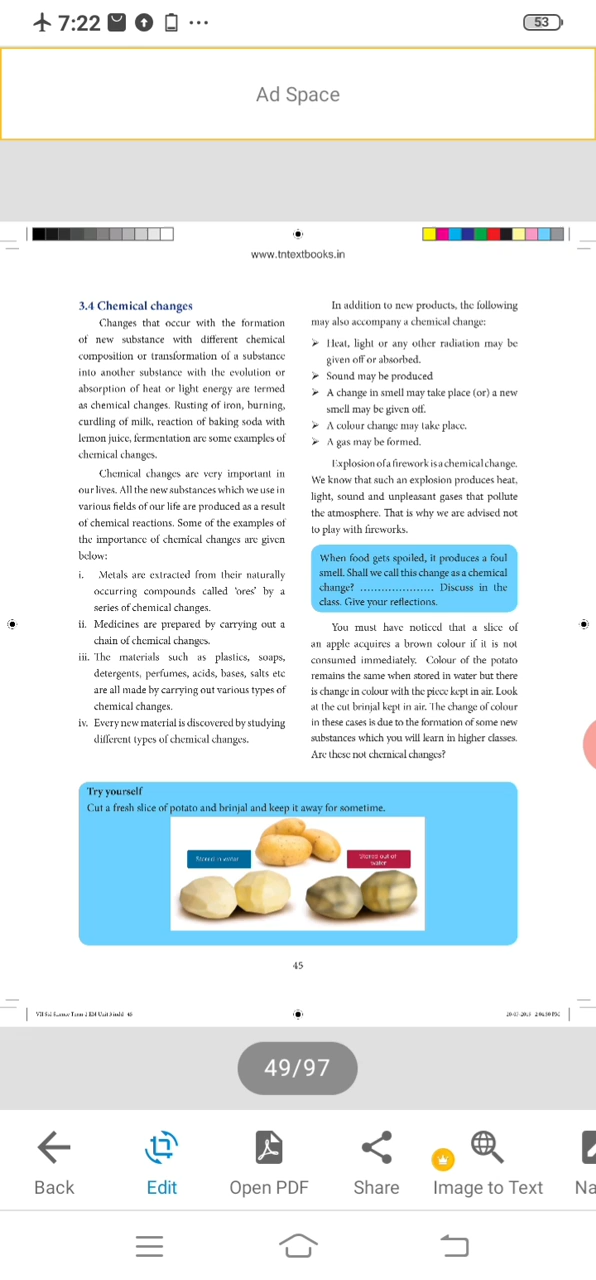 7:22
...
53
Ad Space
www.tntextbooks.in
3.4 Chemical changes
Changes that occur with the formation
of new substance with different chemical
composition or transformation of a substance
into another substance with the evolution or
absorption of heat or light energy are termed
as chemical changes. Rusting of iron, burning,
curdling of milk, reaction of baking soda with
lemon juice, fermentation are some examples of
chemical changes.
Chemical changes are very important in
our lives. All the new substances which we use in
various fields of our life are produced as a result
of chemical reactions. Some of the examples of
the importance of chemical changes are given
below:
i. Metals are extracted from their naturally
occurring compounds called 'ores' by a
series of chemical changes.
ii. Medicines are prepared by carrying out a
chain of chemical changes.
iii. The materials such as plastics, soaps,
detergents, perfumes, acids, bases, salts etc
are all made by carrying out various types of
chemical changes.
iv. Every new material is discovered by studying
different types of chemical changes.
In addition to new products, the following
may also accompany a chemical change:
➢ Heat, light or any other radiation may be
given off or absorbed.
➢ Sound may be produced
➢ A change in smell may take place (or) a new
smell may be given off.
➢ A colour change may take place.
➢ A gas may be formed.
Explosion of a firework is a chemical change.
We know that such an explosion produces heat,
light, sound and unpleasant gases that pollute
the atmosphere. That is why we are advised not
to play with fireworks.
When food gets spoiled, it produces a foul
smell. Shall we call this change as a chemical
change? ..................... Discuss in the
class. Give your reflections.
You must have noticed that a slice of
an apple acquires a brown colour if it is not
consumed immediately. Colour of the potato
remains the same when stored in water but there
is change in colour with the piece kept in air. Look
at the cut brinjal kept in air. The change of colour
in these cases is due to the formation of some new
substances which you will learn in higher classes.
Are these not chemical changes?
Try yourself
Cut a fresh slice of potato and brinjal and keep it away for sometime.
Stored in water
Stored out of
water
45
49/97
Back
Edit
Open PDF
Share
Image to Text
Na